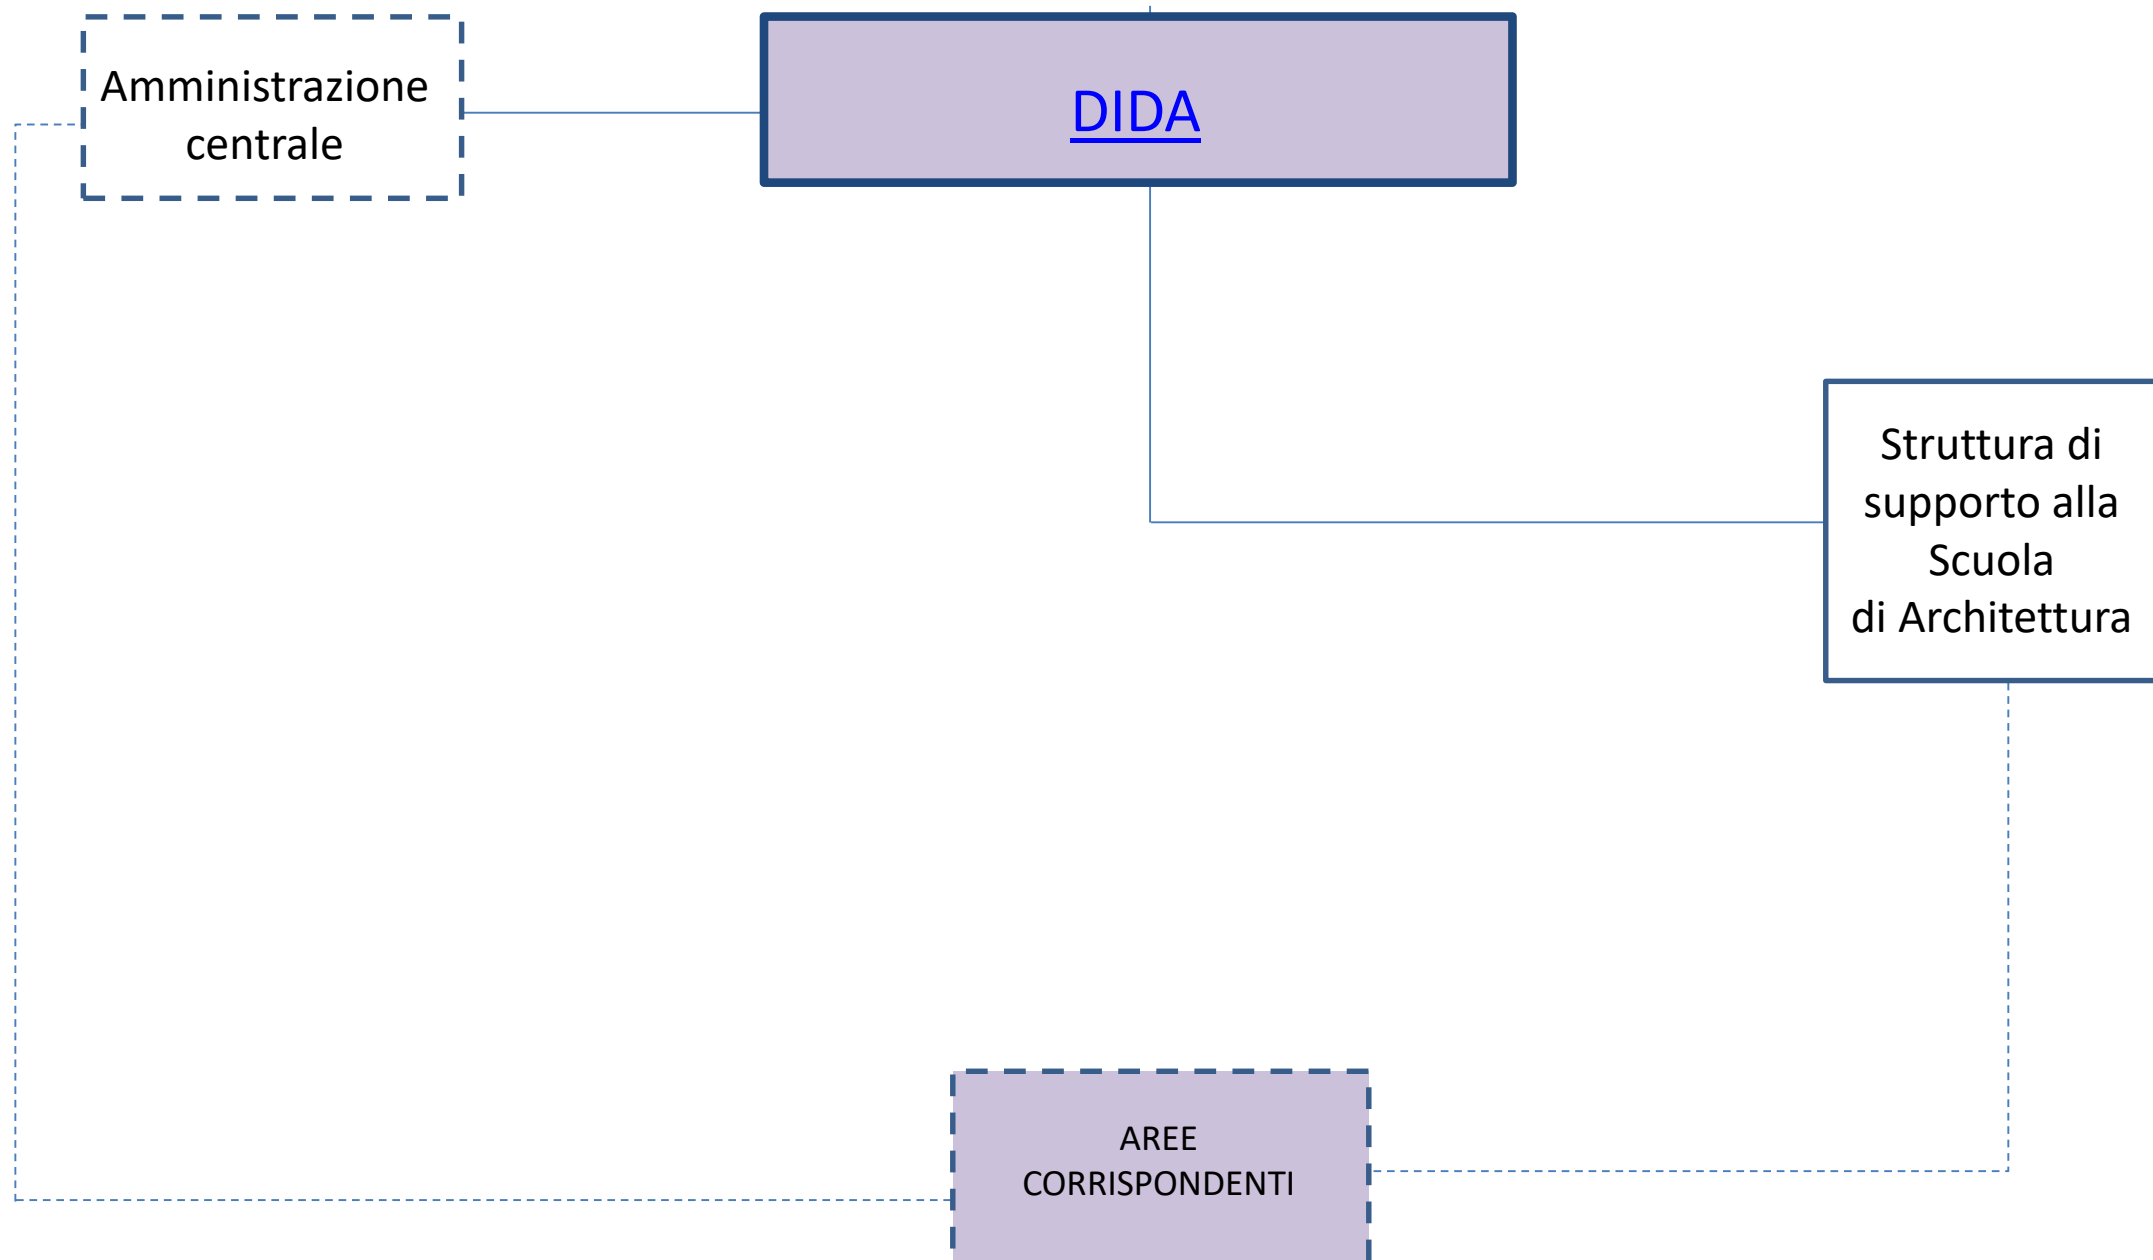 Amministrazione
centrale
DIDA
Struttura di
supporto alla
Scuola
di Architettura
AREE
CORRISPONDENTI